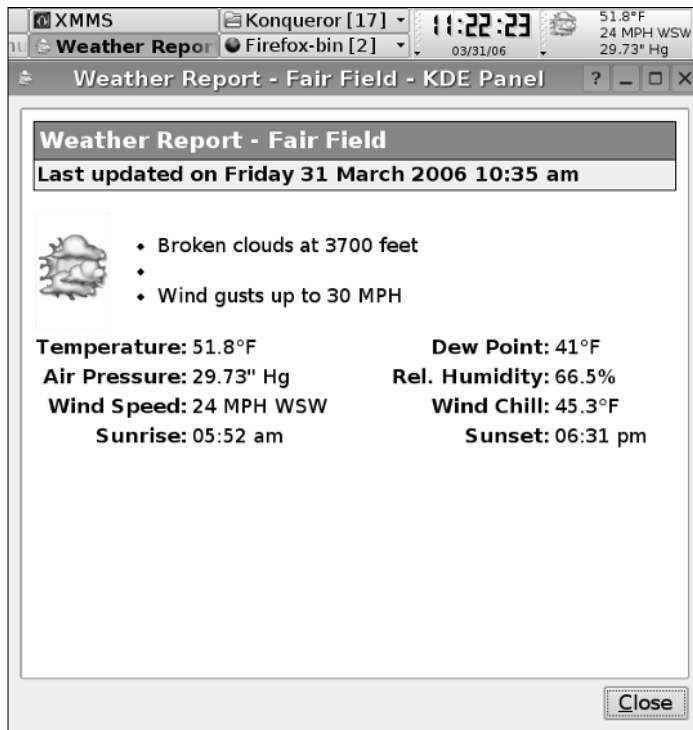 XMMS
Konqueror [17]
11:22:23
51.8°F
24 MPH WSW
Weather Repor
Firefox-bin [2]
03/31/06
29.73" Hg
Weather Report - Fair Field - KDE Panel
Weather Report - Fair Field
Last updated on Friday 31 March 2006 10:35 am
Broken clouds at 3700 feet
Wind gusts up to 30 MPH
Temperature: 51.8°F Dew Point: 41°F
Air Pressure: 29.73" Hg Rel. Humidity: 66.5%
Wind Speed: 24 MPH WSW Wind Chill: 45.3°F
Sunrise: 05:52 am Sunset: 06:31 pm
Close